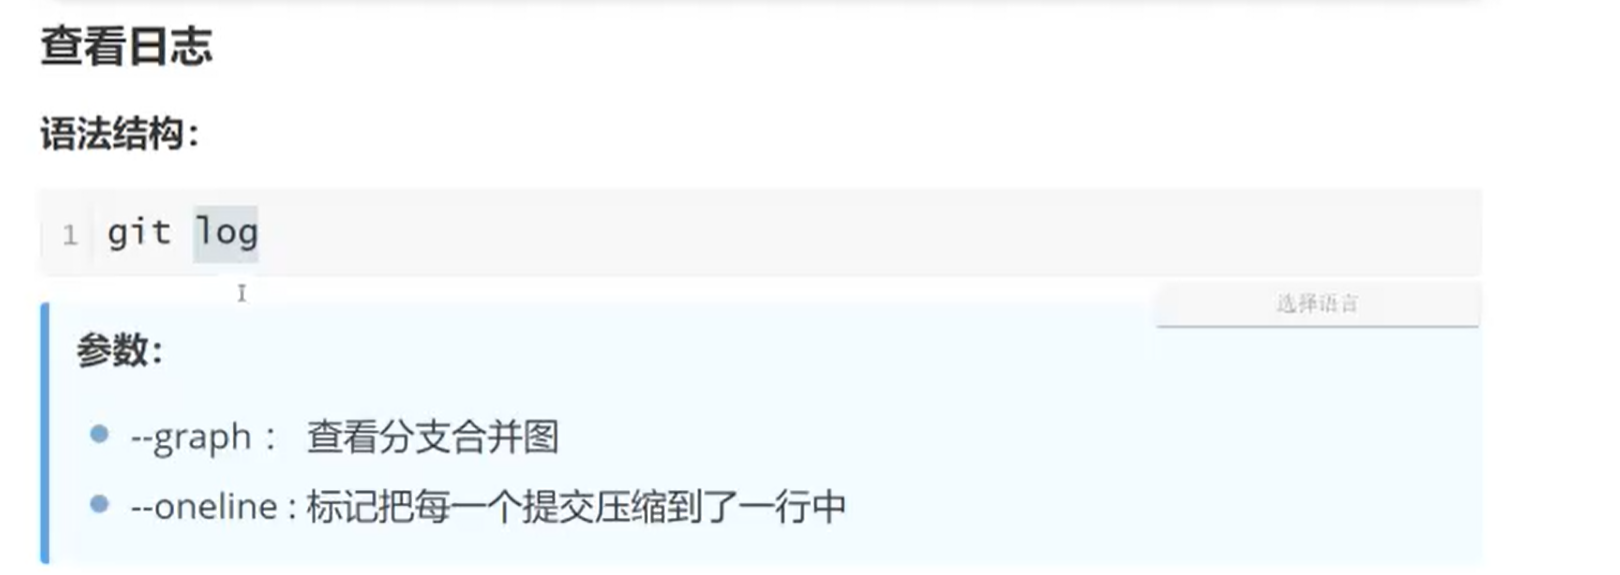 查看日志
语法结构：
1 git log
选择语言
参数：
--graph： 查看分支合并图
--oneline : 标记把每一个提交压缩到了一行中